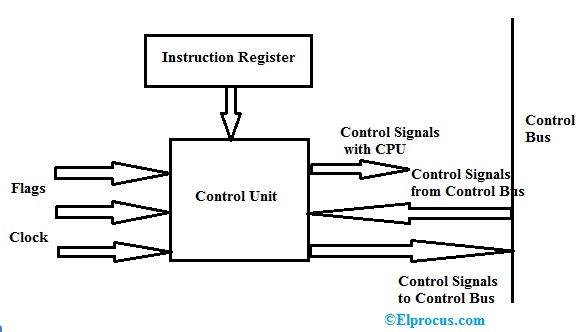 Instruction Register
Control Signals
with CPU
Control
Bus
Control Signals
from Control Bus
Flags
Control Unit
Clock
Control Signals
to Control Bus
©Elprocus.com